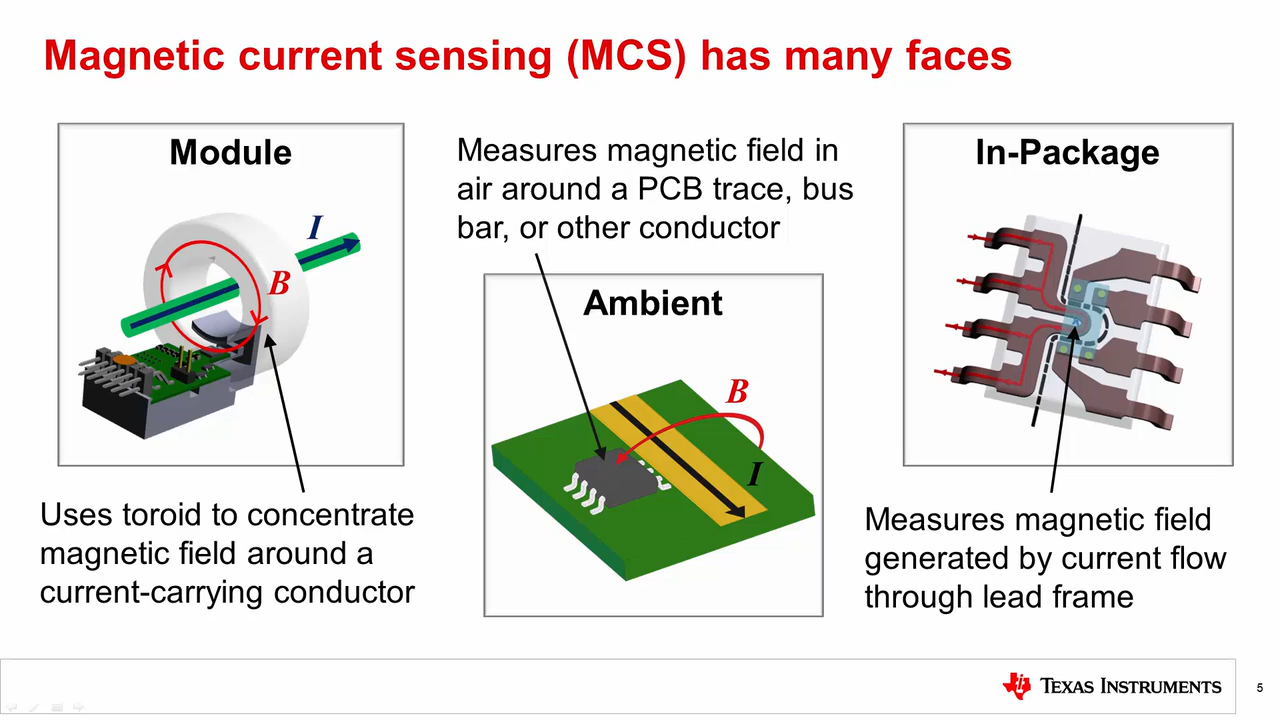 Magnetic current sensing (MCS) has many faces
Module
I
B
Uses toroid to concentrate
magnetic field around a
current-carrying conductor
Measures magnetic field in
air around a PCB trace, bus
bar, or other conductor
Ambient
B
I
In-Package
Measures magnetic field
generated by current flow
through lead frame
TEXAS INSTRUMENTS
5